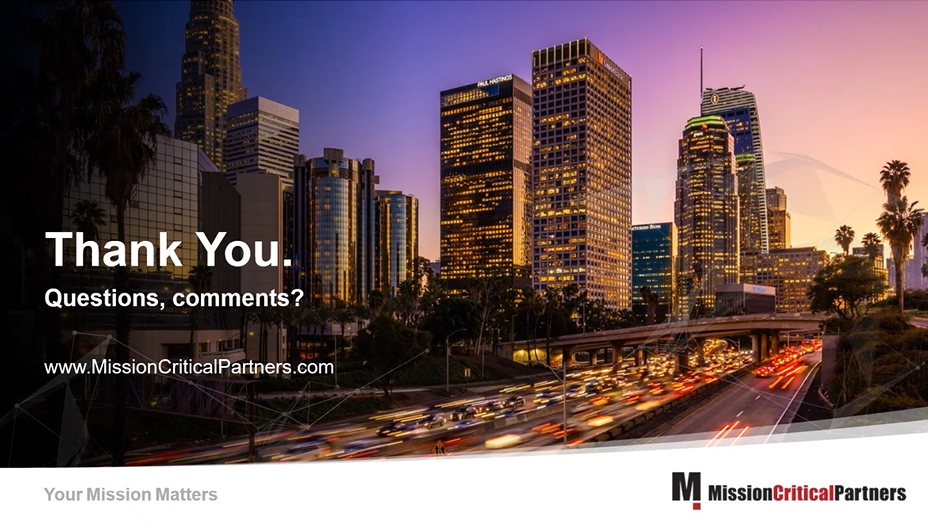 PAUL HASTINGS
Thank You.
Questions, comments?
www.MissionCriticalPartners.com
Your Mission Matters
M
MissionCriticalPartners